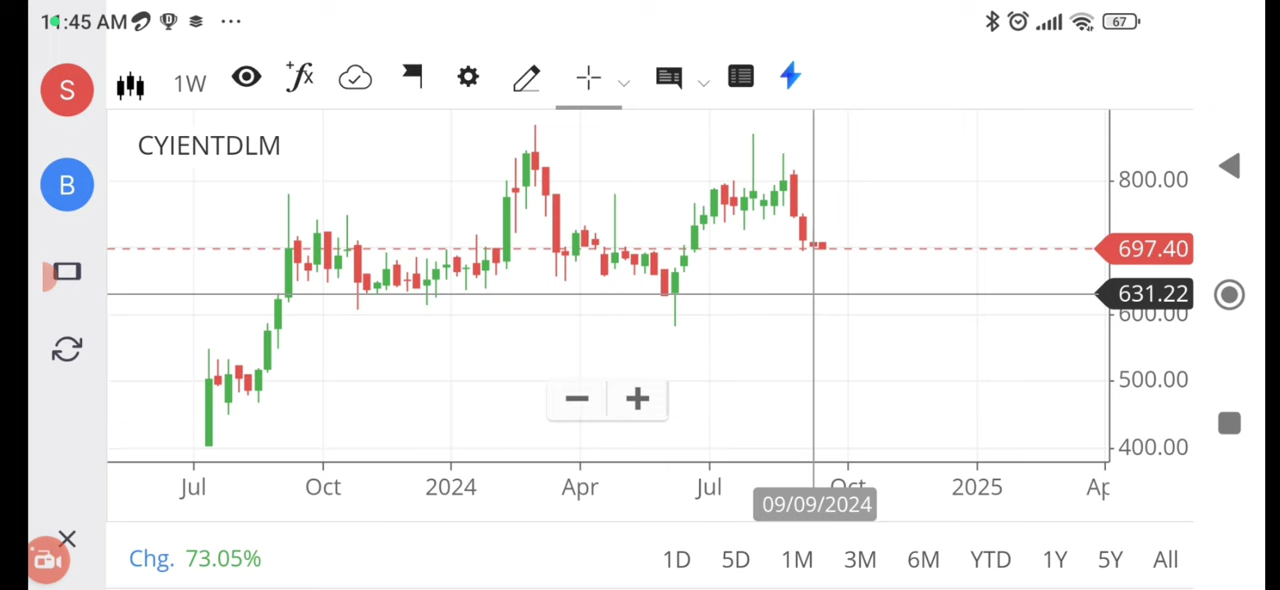 11:45 AM ... 67
S
B
1W +fx
CYIENTDLM
800.00
697.40
631.22
600.00
500.00
400.00
Jul Oct 2024 Apr Jul Oct 2025 Ap
09/09/2024
Chg. 73.05% 1D 5D 1M 3M 6M YTD 1Y 5Y All